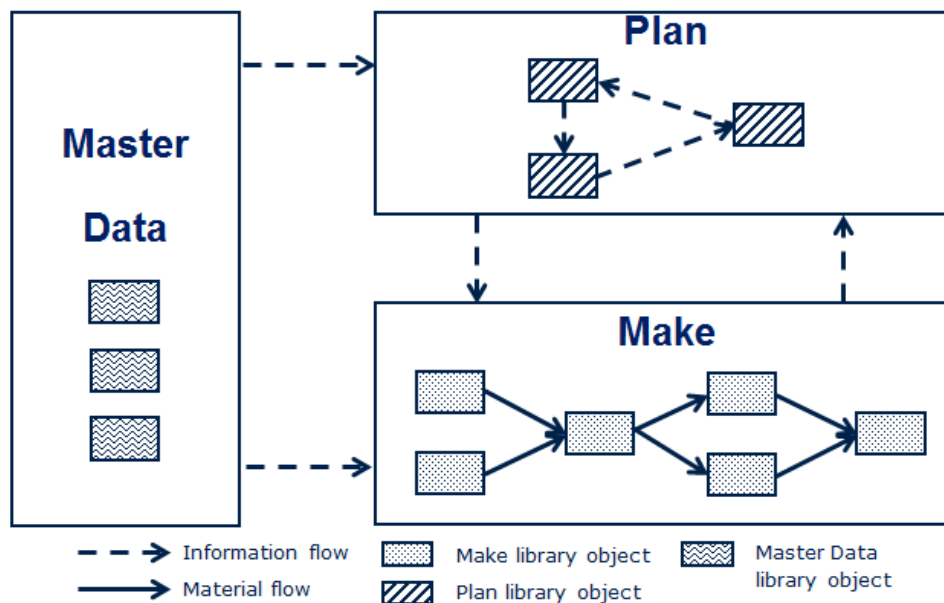 Plan
Master
Data
Make
Information flow
Material flow
Make library object
Plan library object
Master Data
library object